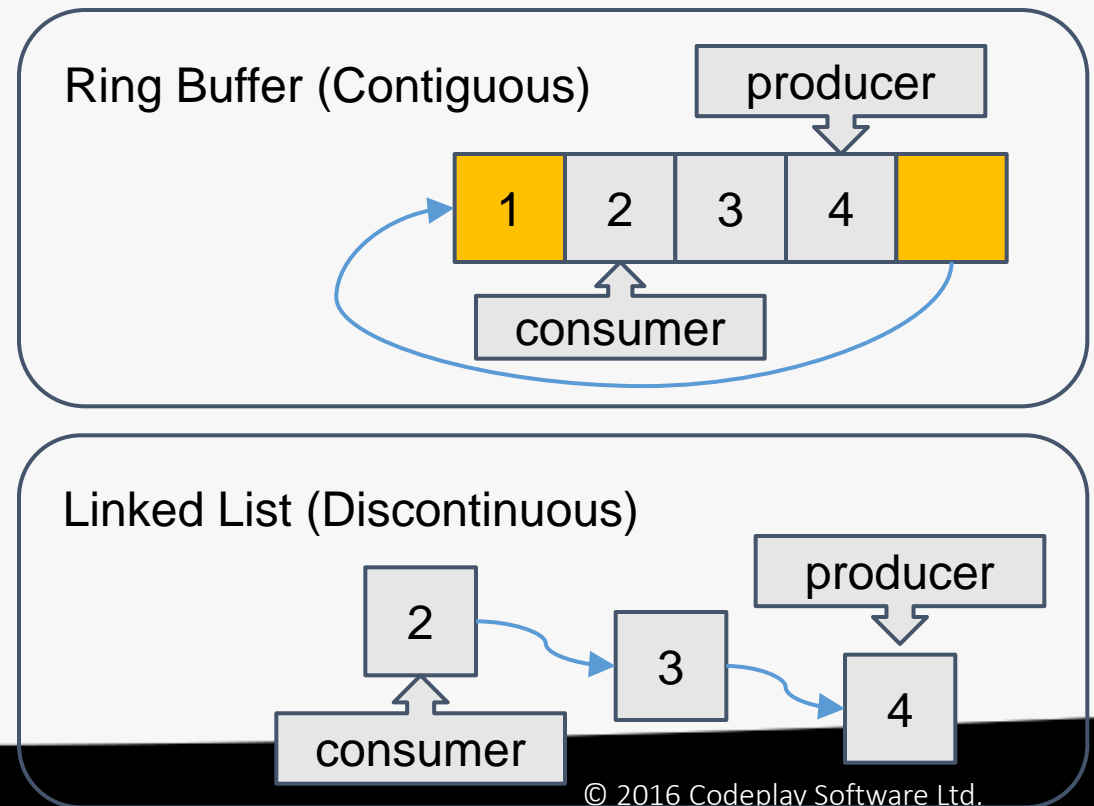 Ring Buffer (Contiguous)
producer
1 2 3 4
consumer
Linked List (Discontinuous)
producer
2
3
4
consumer
© 2016 Codeplay Software Ltd.